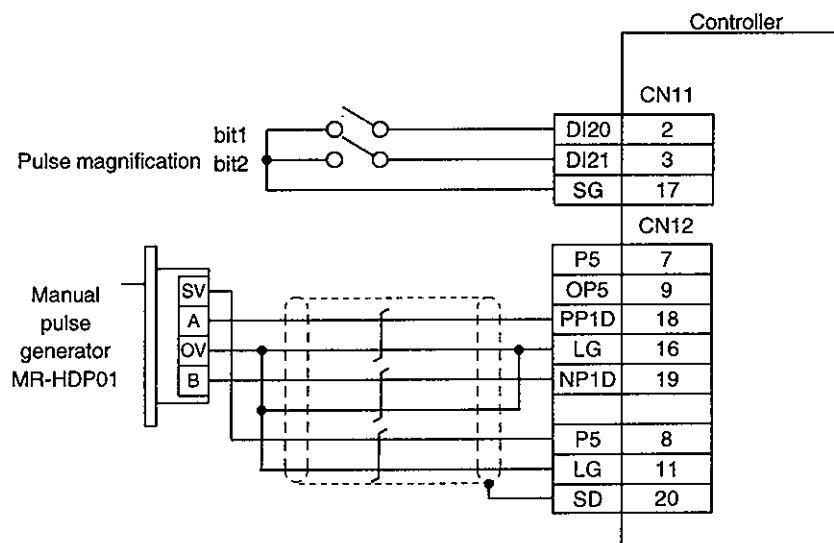 Controller
CN11
bit1 DI20 2
Pulse magnification bit2 DI21 3
SG 17
CN12
P5 7
OP5 9
Manual pulse generator MR-HDP01
SV
A PP1D 18
OV LG 16
B NP1D 19
P5 8
LG 11
SD 20